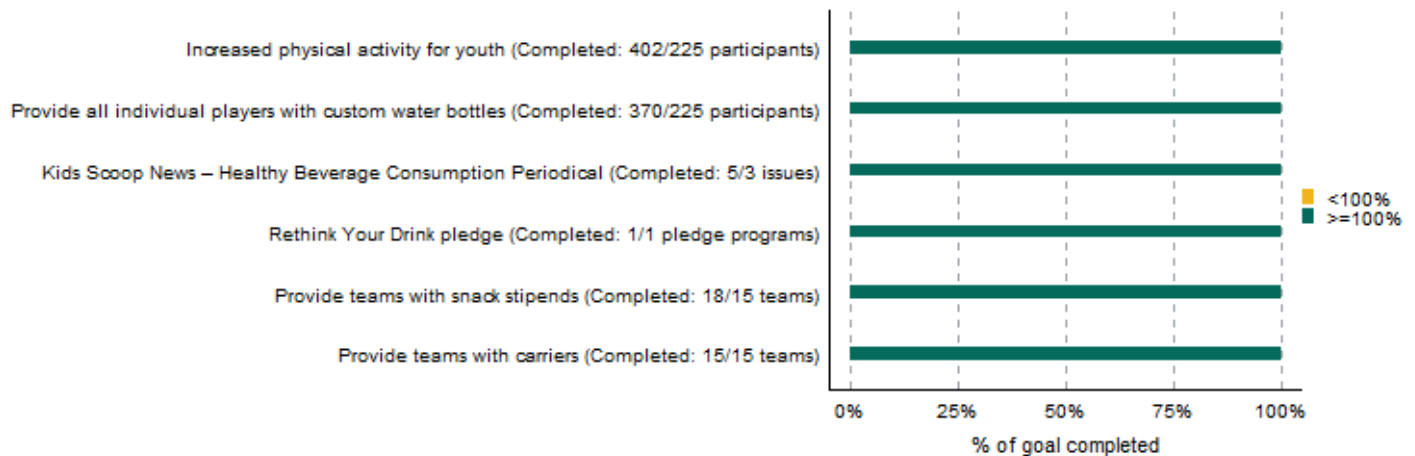 Increased physical activity for youth (Completed: 402/225 participants)
Provide all individual players with custom water bottles (Completed: 370/225 participants)
Kids Scoop News – Healthy Beverage Consumption Periodical (Completed: 5/3 issues)
Rethink Your Drink pledge (Completed: 1/1 pledge programs)
Provide teams with snack stipends (Completed: 18/15 teams)
Provide teams with carriers (Completed: 15/15 teams)
<100%
>=100%
0%
25%
50%
75%
100%
% of goal completed